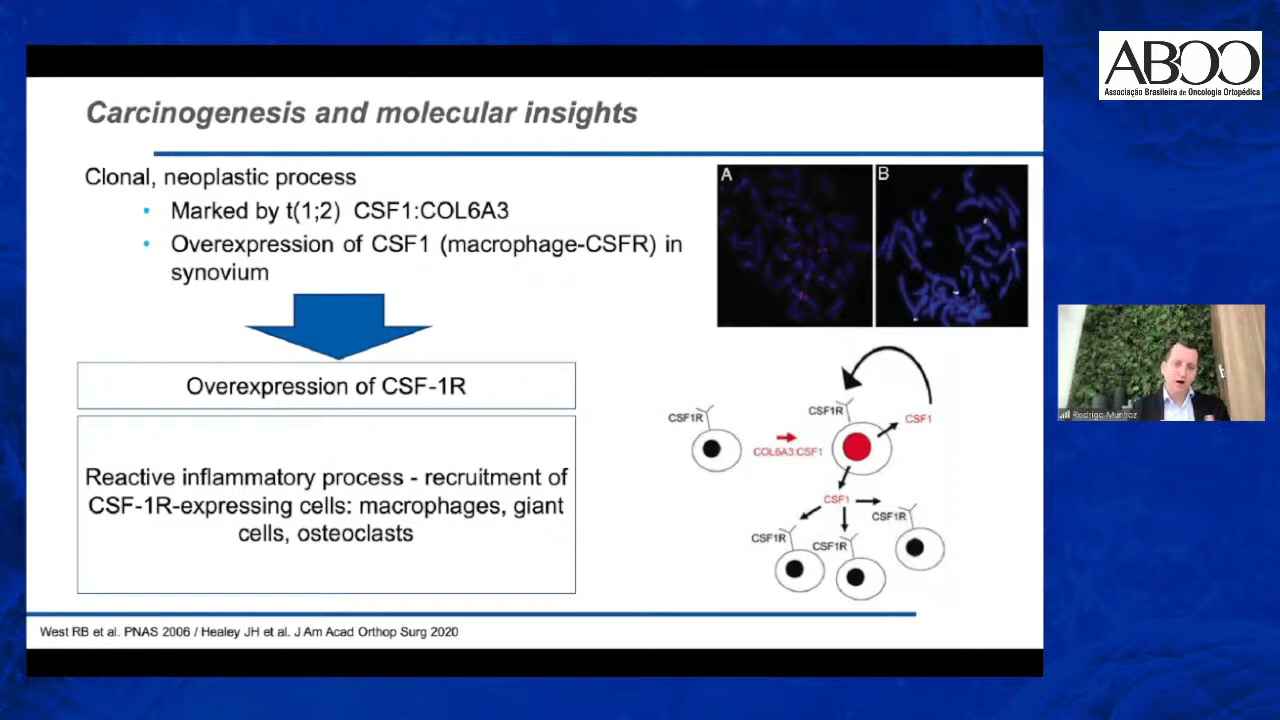 ABOO
Associação Brasileira de Oncologia Ortopédica
Carcinogenesis and molecular insights
Clonal, neoplastic process
• Marked by t(1;2) CSF1:COL6A3
• Overexpression of CSF1 (macrophage-CSFR) in
synovium
Overexpression of CSF-1R
Reactive inflammatory process - recruitment of
CSF-1R-expressing cells: macrophages, giant
cells, osteoclasts
A
B
CSF1R
COL6A3:CSF1
CSF1R
CSF1
CSF1
CSF1R
CSF1R
CSF1R
West RB et al. PNAS 2006 / Healey JH et al. J Am Acad Orthop Surg 2020
Rodrigo Munhoz